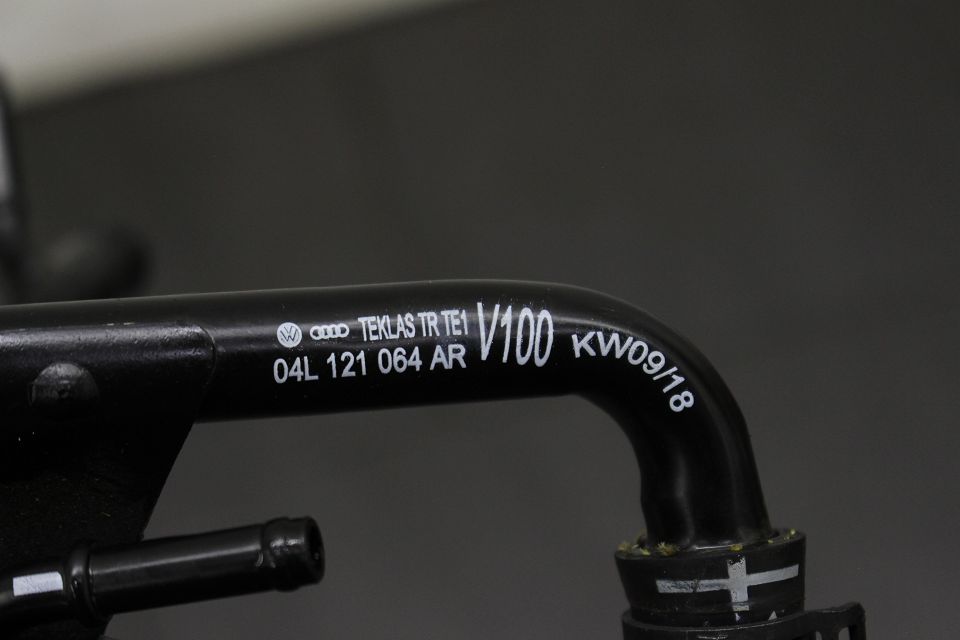 TEKLAS TR TE1
04L 121 064 AR
V100
KW09/18